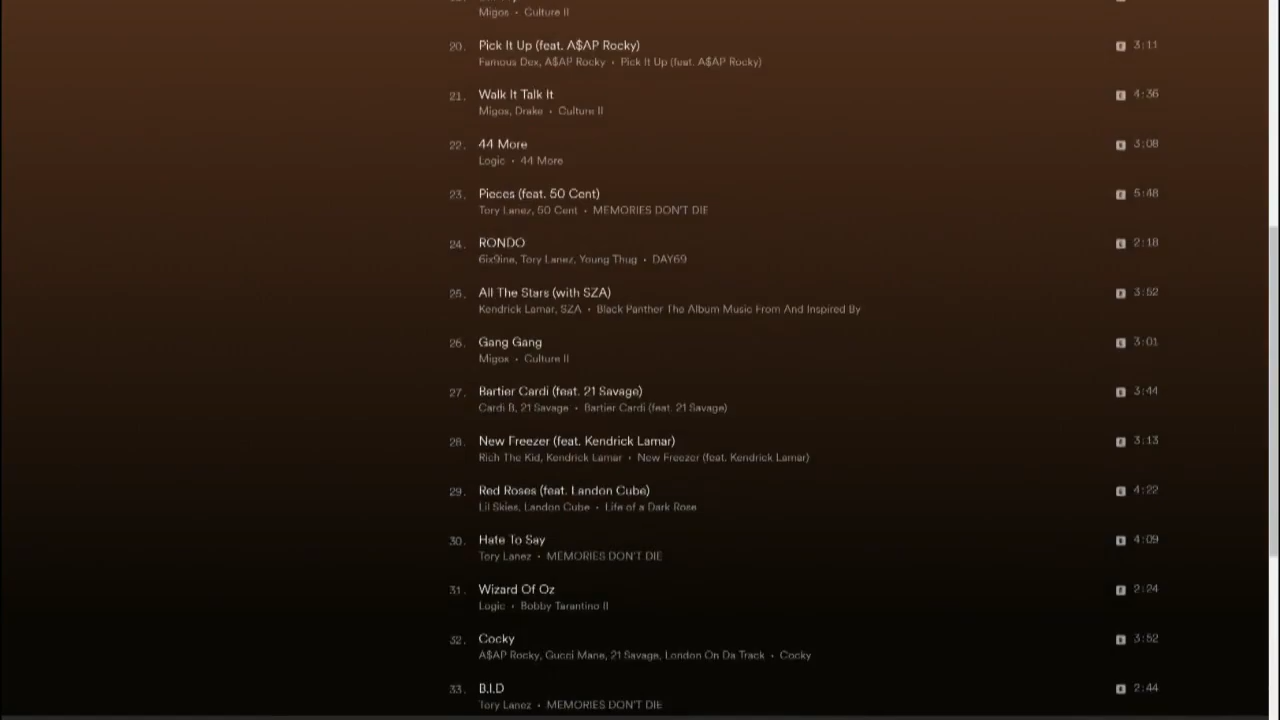 Migos • Culture II
20. Pick It Up (feat. A$AP Rocky) E 3:11
Famous Dex, A$AP Rocky • Pick It Up (feat. A$AP Rocky)
21. Walk It Talk It E 4:36
Migos, Drake • Culture II
22. 44 More E 3:08
Logic • 44 More
23. Pieces (feat. 50 Cent) E 5:48
Tory Lanez, 50 Cent • MEMORIES DON'T DIE
24. RONDO E 2:18
6ix9ine, Tory Lanez, Young Thug • DAY69
25. All The Stars (with SZA) E 3:52
Kendrick Lamar, SZA • Black Panther The Album Music From And Inspired By
26. Gang Gang E 3:01
Migos • Culture II
27. Bartier Cardi (feat. 21 Savage) E 3:44
Cardi B, 21 Savage • Bartier Cardi (feat. 21 Savage)
28. New Freezer (feat. Kendrick Lamar) E 3:13
Rich The Kid, Kendrick Lamar • New Freezer (feat. Kendrick Lamar)
29. Red Roses (feat. Landon Cube) E 4:22
Lil Skies, Landon Cube • Life of a Dark Rose
30. Hate To Say E 4:09
Tory Lanez • MEMORIES DON'T DIE
31. Wizard Of Oz E 2:24
Logic • Bobby Tarantino II
32. Cocky E 3:52
A$AP Rocky, Gucci Mane, 21 Savage, London On Da Track • Cocky
33. B.I.D E 2:44
Tory Lanez • MEMORIES DON'T DIE